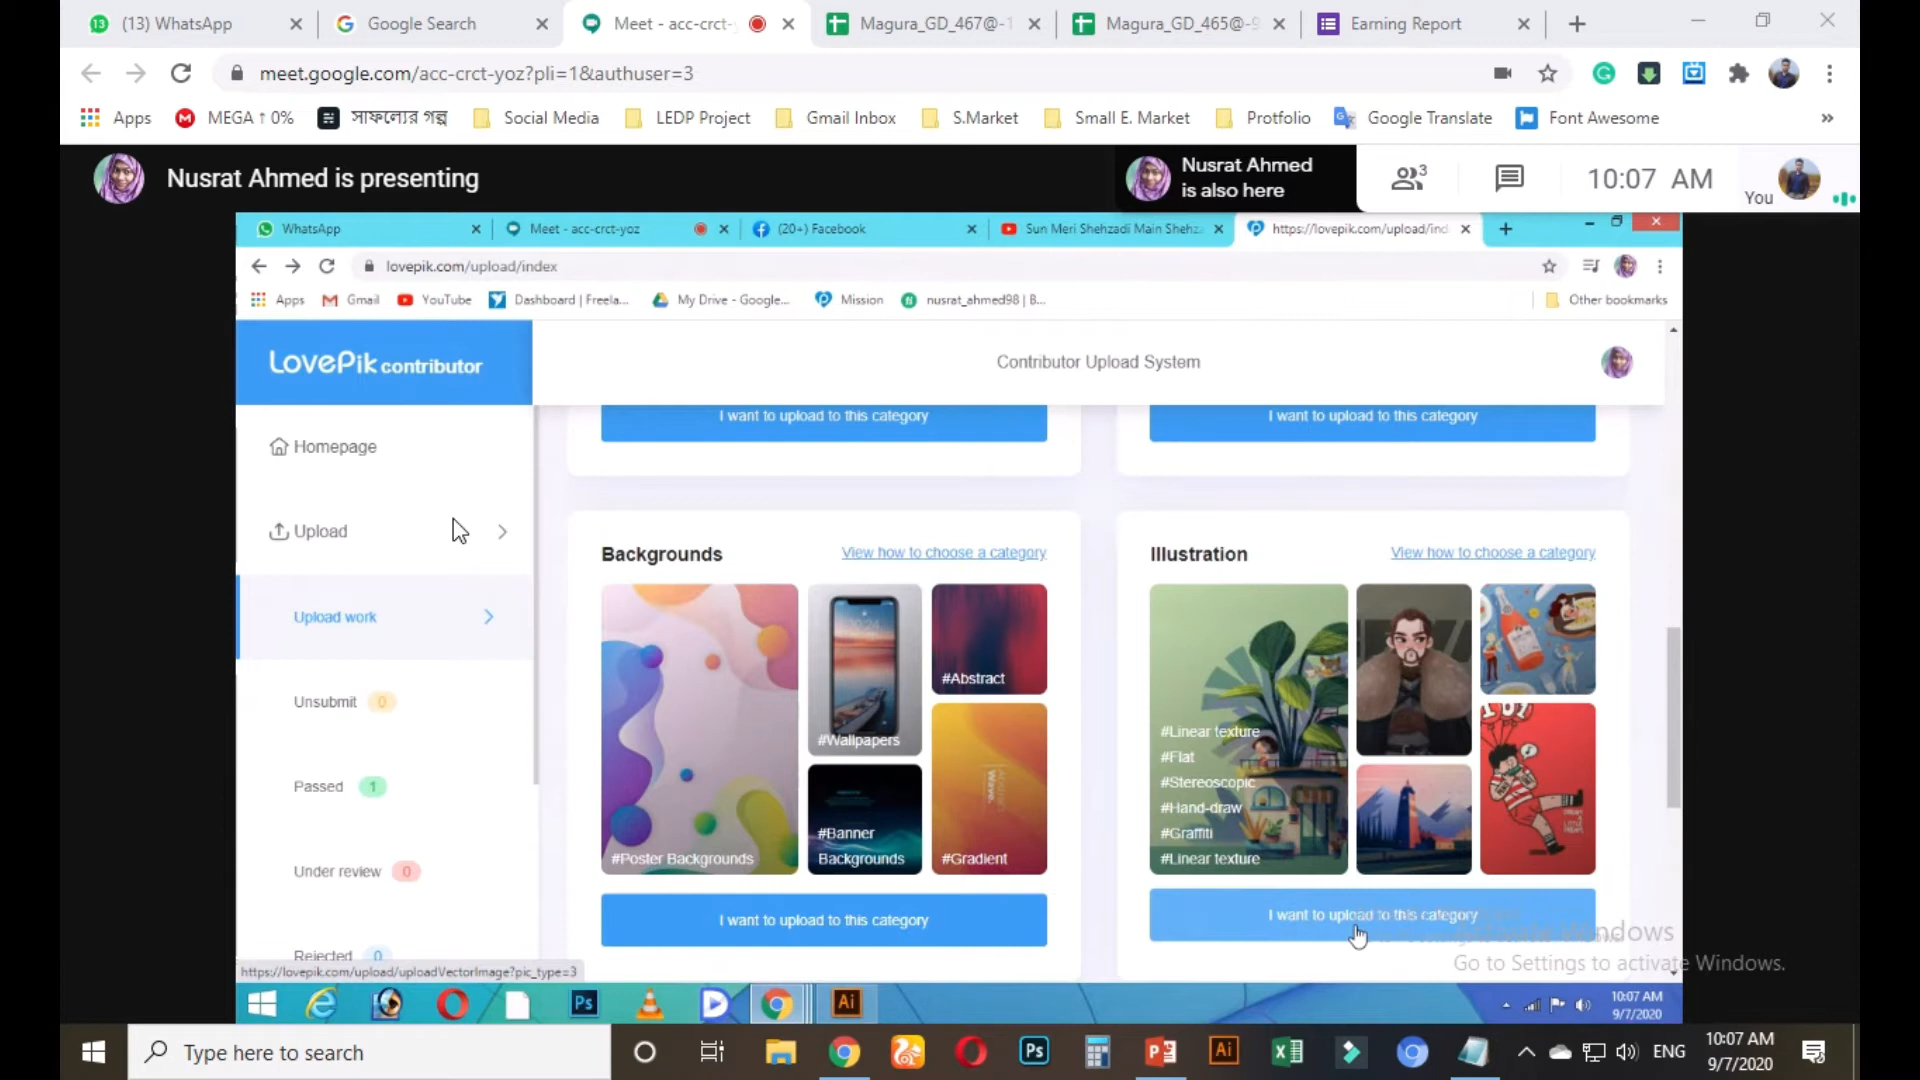 (13) WhatsApp
Google Search
Meet - acc-crct-
Magura_GD_467@-1
Magura_GD_465@-9
Earning Report
meet.google.com/acc-crct-yoz?pli=1&authuser=3
Apps
MEGA ↑ 0%
সাফল্যের গল্প
Social Media
LEDP Project
Gmail Inbox
S.Market
Small E. Market
Protfolio
Google Translate
Font Awesome
»
Nusrat Ahmed is presenting
Nusrat Ahmed
is also here
3
10:07 AM
You
WhatsApp
Meet - acc-crct-yoz
(20+) Facebook
Sun Meri Shehzadi Main Shehz
https://lovepik.com/upload/ind
lovepik.com/upload/index
Apps
Gmail
YouTube
Dashboard | Freela...
My Drive - Google...
Mission
nusrat_ahmed98 | B...
Other bookmarks
LovePik contributor
Contributor Upload System
I want to upload to this category
I want to upload to this category
Homepage
Upload
Upload work
Unsubmit 0
Passed 1
Under review 0
Rejected 0
Backgrounds
View how to choose a category
#Poster Backgrounds
#Wallpapers
#Abstract
#Banner
Backgrounds
#Gradient
I want to upload to this category
Illustration
View how to choose a category
#Linear texture
#Flat
#Stereoscopic
#Hand-draw
#Graffiti
#Linear texture
I want to upload to this category
Go to Settings to activate Windows.
https://lovepik.com/upload/uploadVectorImage?pic_type=3
Ps
Ai
10:07 AM
9/7/2020
Type here to search
Ps
Ai
ENG
10:07 AM
9/7/2020